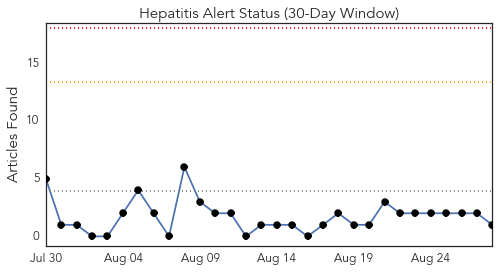 Hepatitis Alert Status (30-Day Window)
Articles Found
15
10
5
0
Jul 30 Aug 04 Aug 09 Aug 14 Aug 19 Aug 24